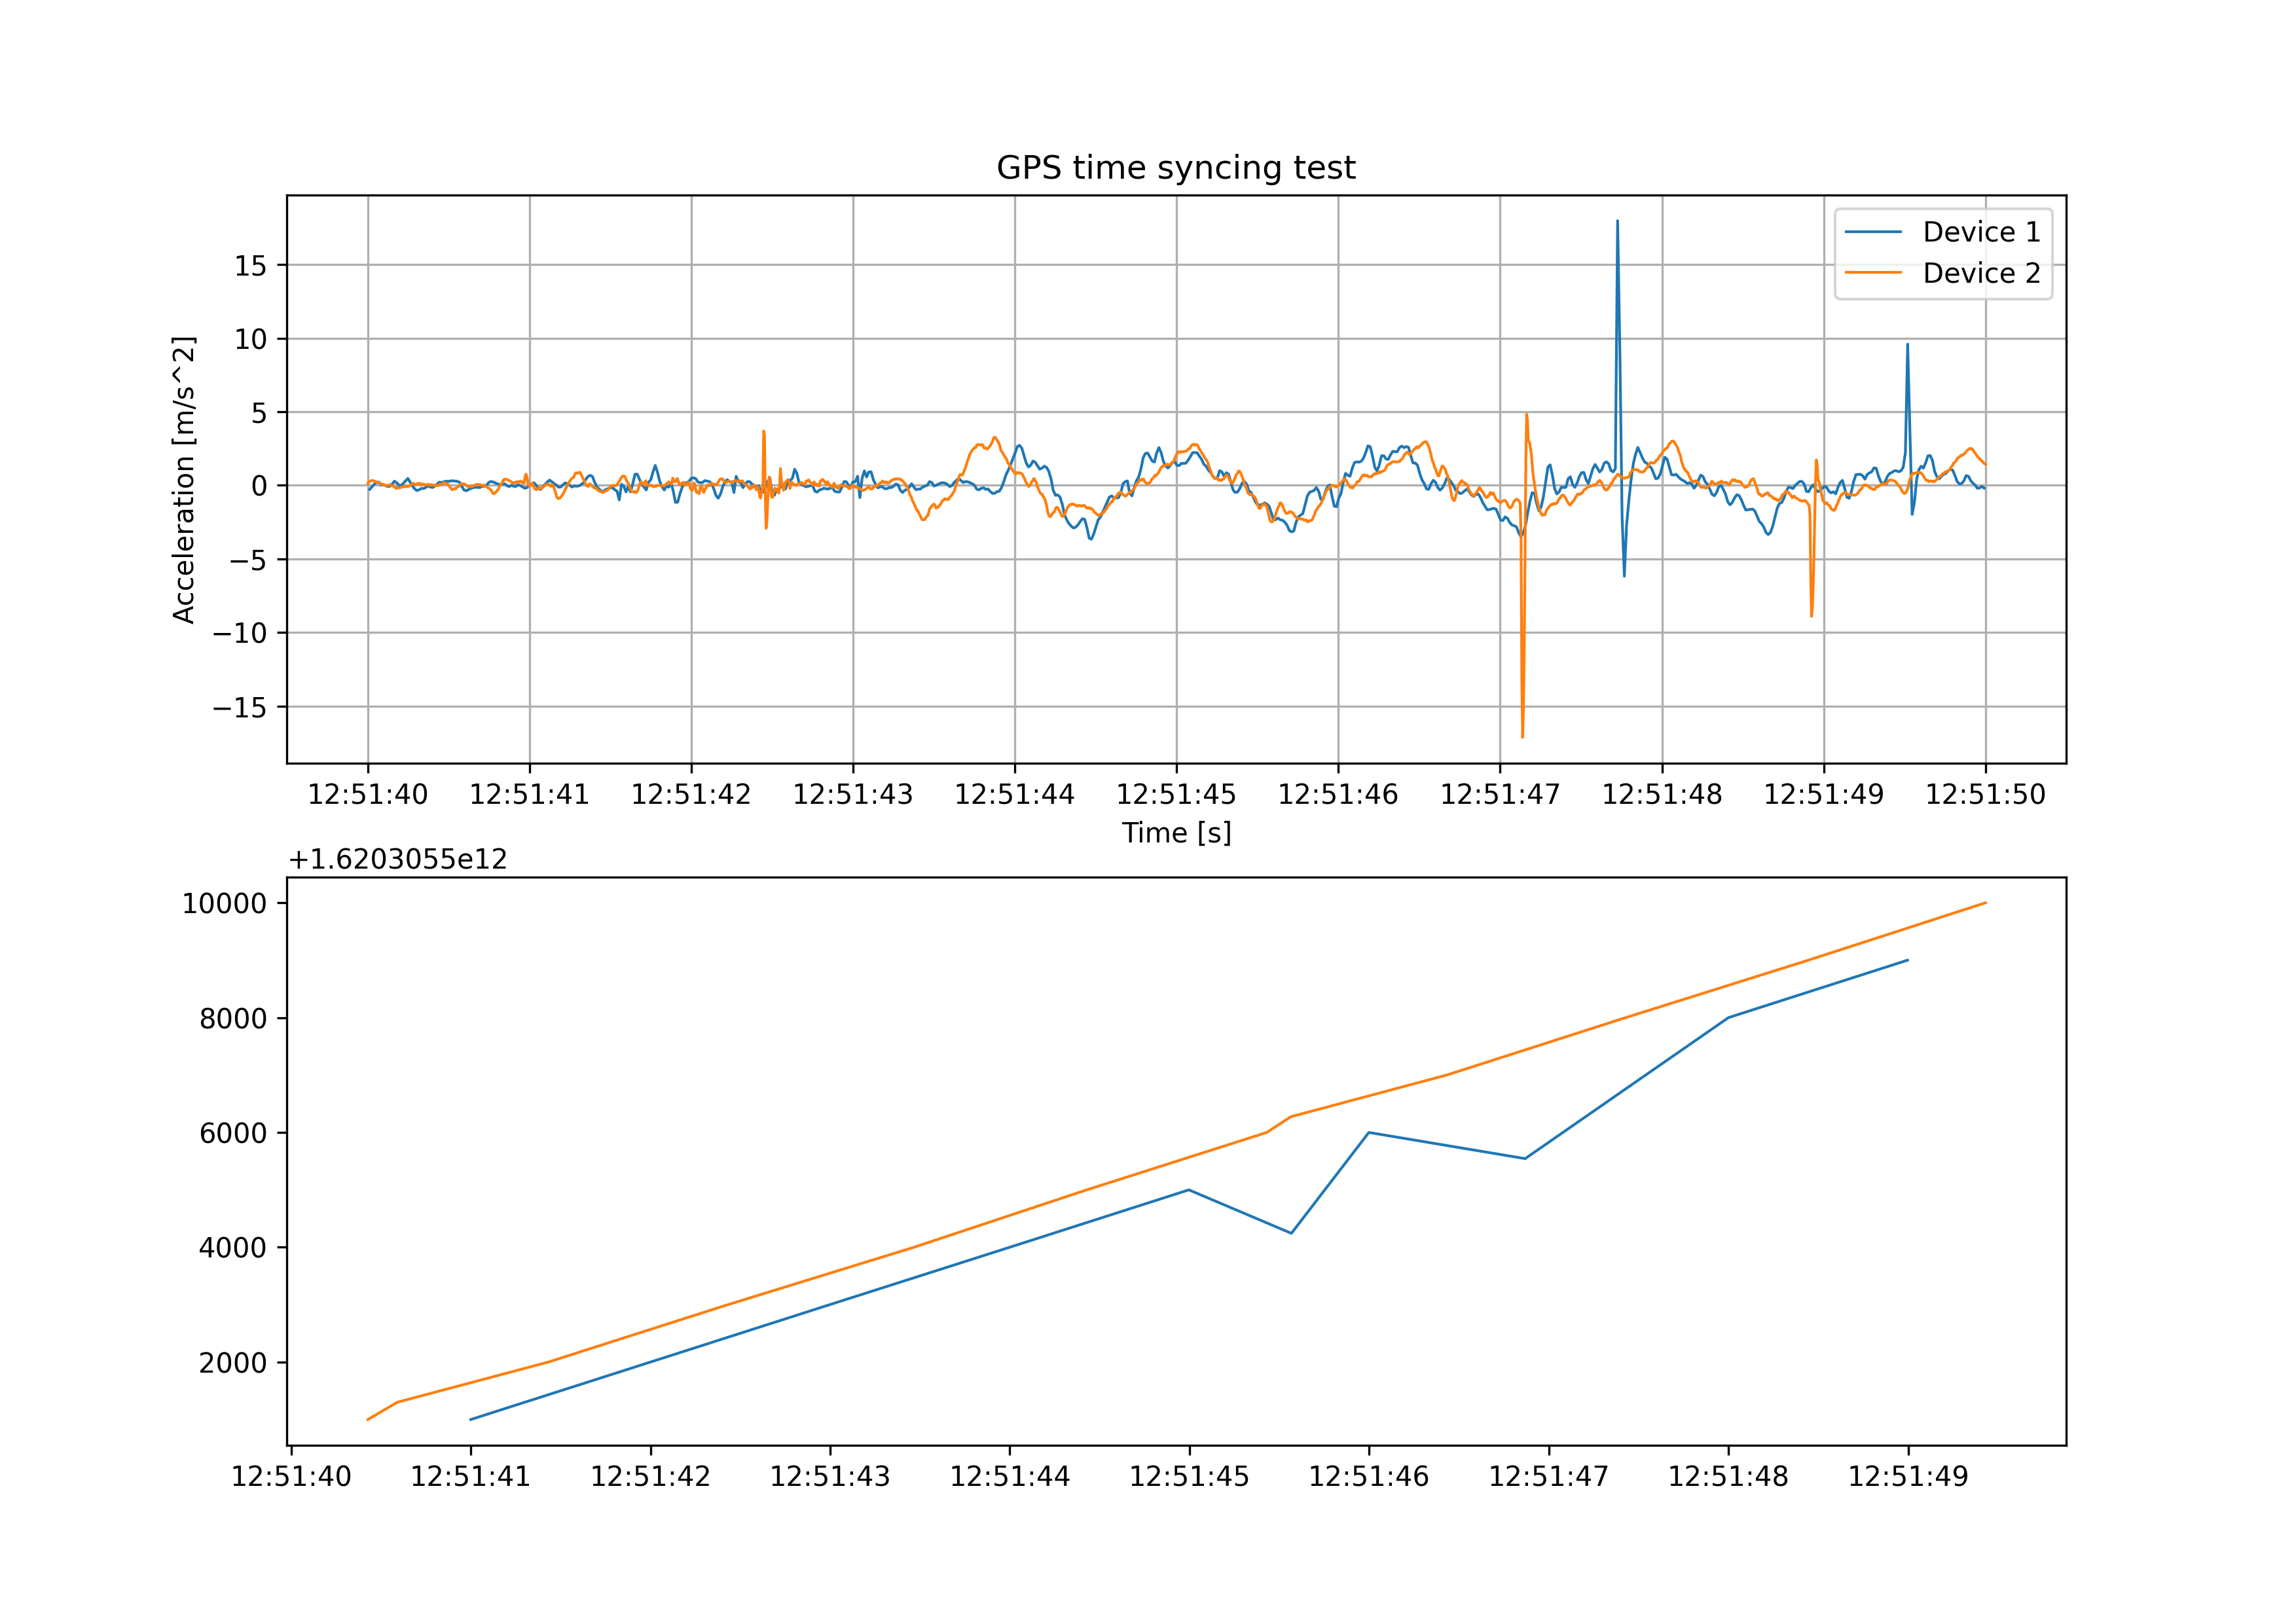 GPS time syncing test
Device 1
Device 2
Acceleration [m/s^2]
15
10
5
0
−5
−10
−15
12:51:40 12:51:41 12:51:42 12:51:43 12:51:44 12:51:45 12:51:46 12:51:47 12:51:48 12:51:49 12:51:50
Time [s]
+1.6203055e12
10000
8000
6000
4000
2000
12:51:40 12:51:41 12:51:42 12:51:43 12:51:44 12:51:45 12:51:46 12:51:47 12:51:48 12:51:49